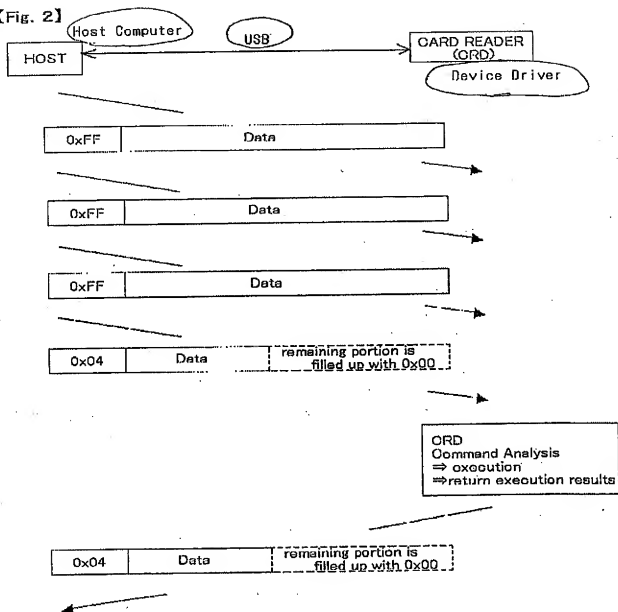 【Fig. 2】
Host Computer
USB
HOST
CARD READER
(CRD)
Device Driver
0xFF Data
0xFF Data
0xFF Data
0x04 Data remaining portion is
filled up with 0x00
CRD
Command Analysis
⇒ execution
⇒return execution results
0x04 Data remaining portion is
filled up with 0x00